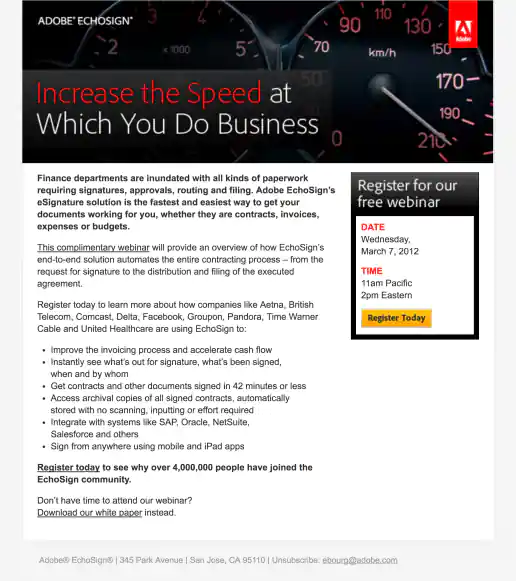 ADOBE® ECHOSIGN®
1 2 3 4 5
x1000
50 70 90 110 130 150
170
190
210
0
km/h
Adobe
Increase the Speed at
Which You Do Business
Finance departments are inundated with all kinds of paperwork
requiring signatures, approvals, routing and filing. Adobe EchoSign's
eSignature solution is the fastest and easiest way to get your
documents working for you, whether they are contracts, invoices,
expenses or budgets.
This complimentary webinar will provide an overview of how EchoSign's
end-to-end solution automates the entire contracting process – from the
request for signature to the distribution and filing of the executed
agreement.
Register today to learn more about how companies like Aetna, British
Telecom, Comcast, Delta, Facebook, Groupon, Pandora, Time Warner
Cable and United Healthcare are using EchoSign to:
• Improve the invoicing process and accelerate cash flow
• Instantly see what's out for signature, what's been signed,
when and by whom
• Get contracts and other documents signed in 42 minutes or less
• Access archival copies of all signed contracts, automatically
stored with no scanning, inputting or effort required
• Integrate with systems like SAP, Oracle, NetSuite,
Salesforce and others
• Sign from anywhere using mobile and iPad apps
Register today to see why over 4,000,000 people have joined the
EchoSign community.
Don't have time to attend our webinar?
Download our white paper instead.
Register for our
free webinar
DATE
Wednesday,
March 7, 2012
TIME
11am Pacific
2pm Eastern
Register Today
Adobe® EchoSign® | 345 Park Avenue | San Jose, CA 95110 | Unsubscribe: ebourg@adobe.com